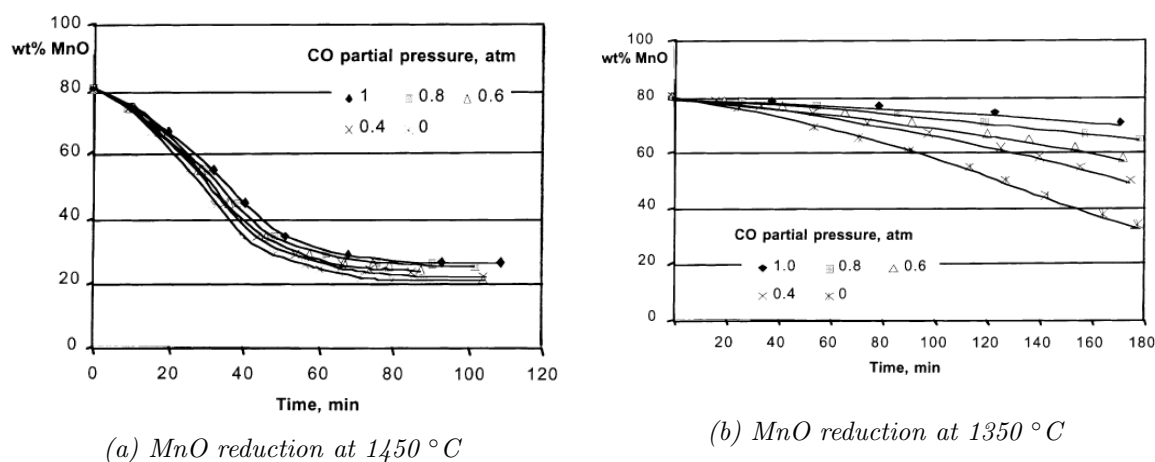 100
wt% MnO
80
60
40
20
0
CO partial pressure, atm
1 0.8 0.6
0.4 0
0 20 40 60 80 100 120
Time, min
(a) MnO reduction at 1450 °C
100
wt% MnO
80
60
40
20
0
CO partial pressure, atm
1.0 0.8 0.6
0.4 0
0 20 40 60 80 100 120 140 160 180
Time, min
(b) MnO reduction at 1350 °C